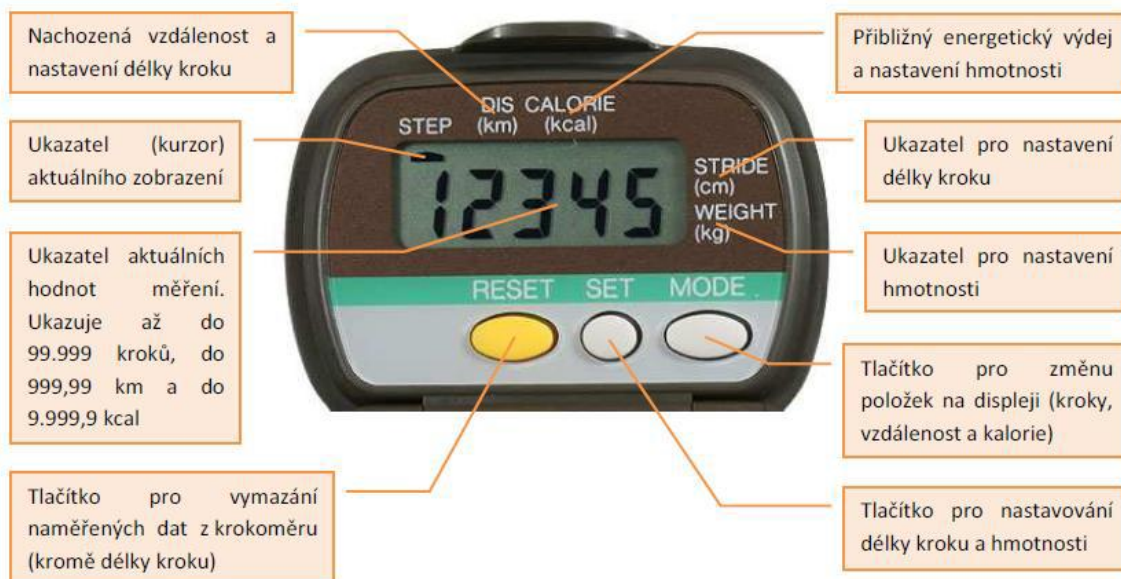 Nachozená vzdálenost a
nastavení délky kroku
Ukazatel (kurzor)
aktuálního zobrazení
Ukazatel aktuálních
hodnot měření.
Ukazuje až do
99.999 kroků, do
999,99 km a do
9.999,9 kcal
Tlačítko pro vymazání
naměřených dat z krokoměru
(kromě délky kroku)
STEP DIS CALORIE
(km) (kcal)
12345
STRIDE
(cm)
WEIGHT
(kg)
RESET SET MODE
Přibližný energetický výdej
a nastavení hmotnosti
Ukazatel pro nastavení
délky kroku
Ukazatel pro nastavení
hmotnosti
Tlačítko pro změnu
položek na displeji (kroky,
vzdálenost a kalorie)
Tlačítko pro nastavování
délky kroku a hmotnosti